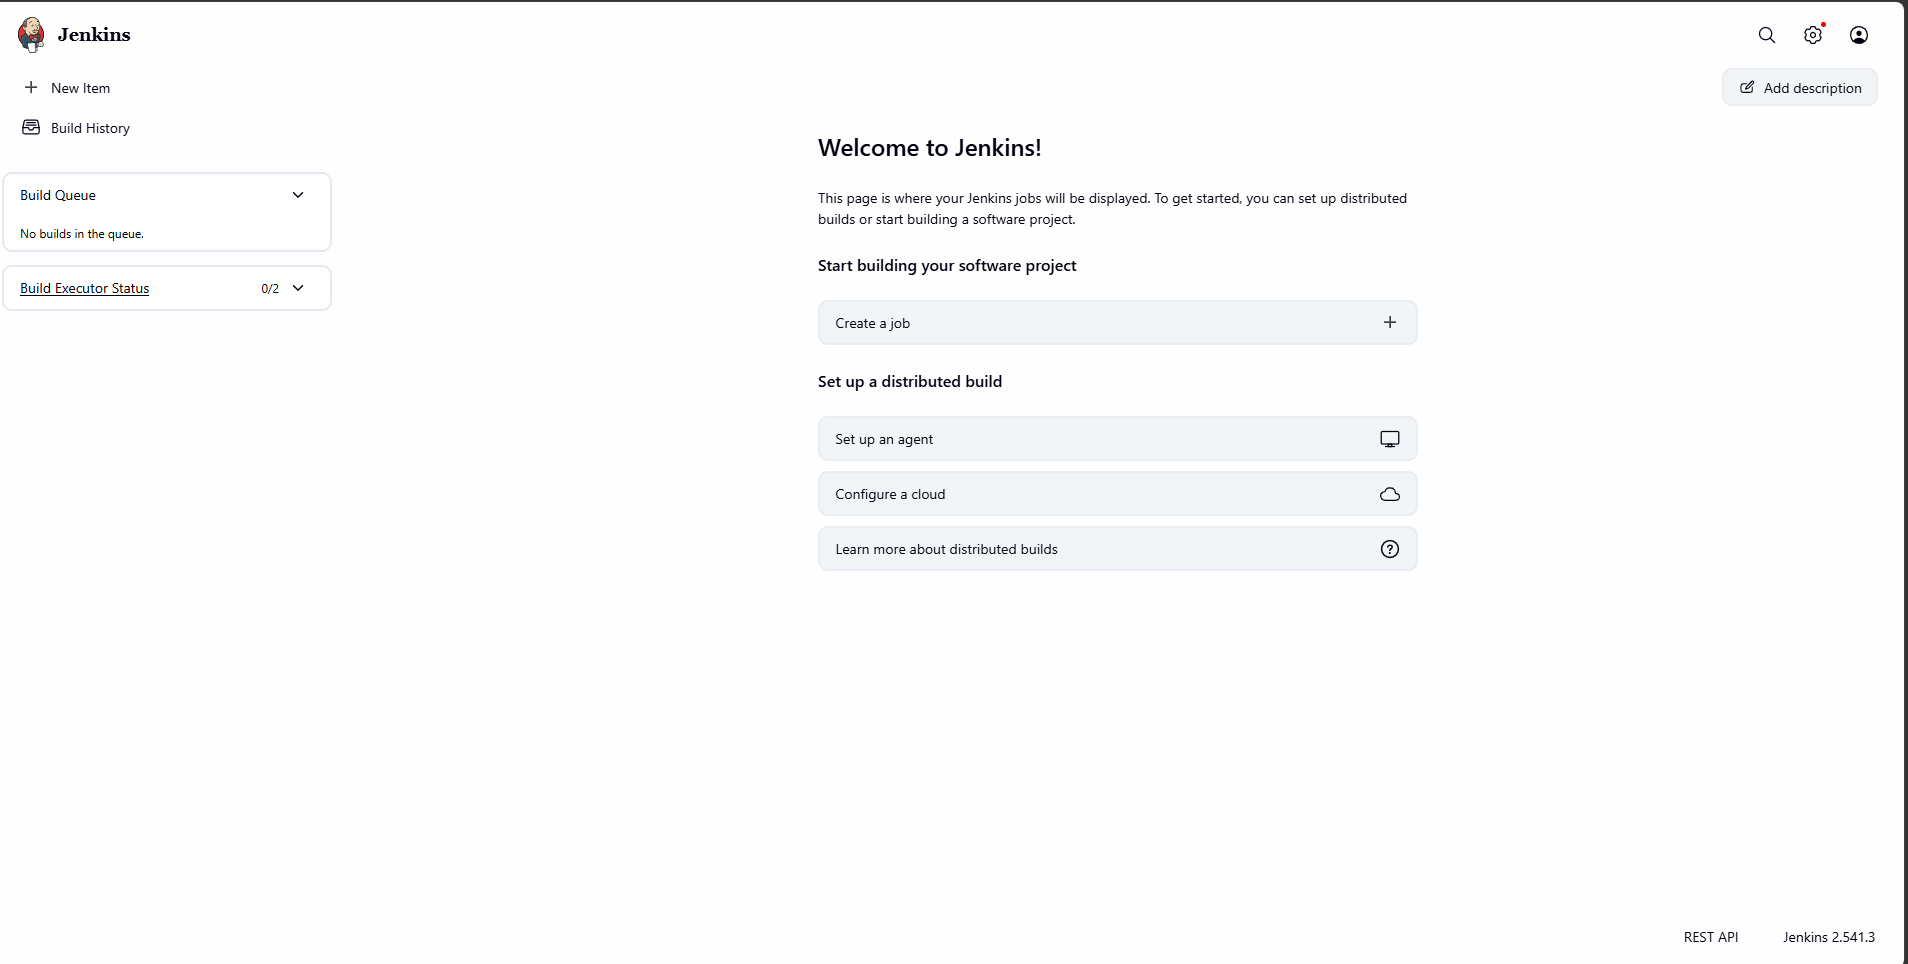 Jenkins
New Item
Build History
Add description
Build Queue
No builds in the queue.
Build Executor Status 0/2
Welcome to Jenkins!
This page is where your Jenkins jobs will be displayed. To get started, you can set up distributed
builds or start building a software project.
Start building your software project
Create a job
Set up a distributed build
Set up an agent
Configure a cloud
Learn more about distributed builds
REST API Jenkins 2.541.3